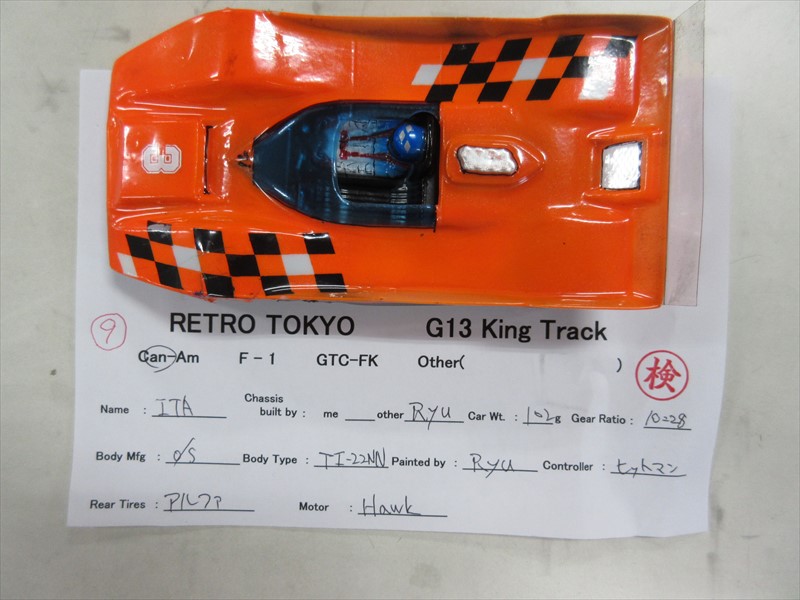 8
9
RETRO TOKYO G13 King Track
Can-Am F-1 GTC-FK Other( )
検
Name : ITA Chassis built by : me other Ryu Car Wt. : 102g Gear Ratio : 10=28
Body Mfg : O/S Body Type : TI-22NN Painted by : Ryu Controller : ヒットマン
Rear Tires : アルファ Motor : Hawk